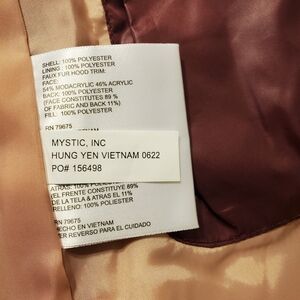 SHELL: 100% POLYESTER
LINING: 100% POLYESTER
FAUX FUR HOOD TRIM:
FACE:
54% MODACRYLIC 46% ACRYLIC
BACK: 100% POLYESTER
(FACE CONSTITUTES 89 %
OF FABRIC AND BACK 11%)
FILL: 100% POLYESTER
RN 79675
MYSTIC, INC
HUNG YEN VIETNAM 0622
PO# 156498
ATRAS: 100%
(EL FRENTE CONSTITUYE 89%
DE LA TELA & ATRAS EL 11%
RELLENO: 100% POLIESTER
RN 79675
HECHO EN VIETNAM
VER REVERSO PARA EL CUIDADO